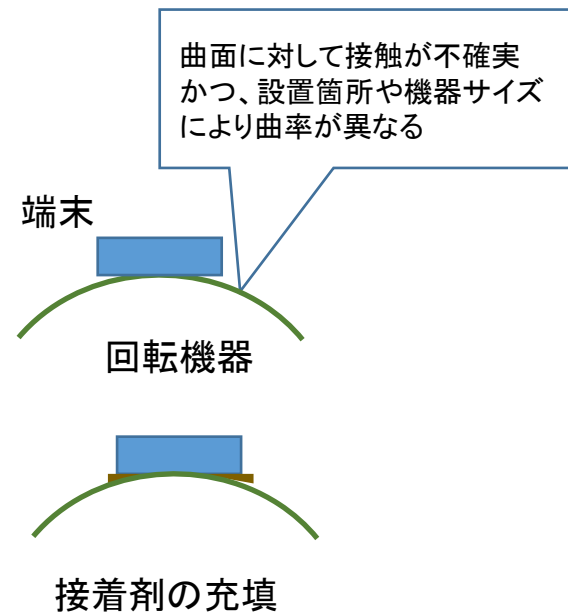 曲面に対して接触が不確実
かつ、設置箇所や機器サイズ
により曲率が異なる
端末
回転機器
接着剤の充填